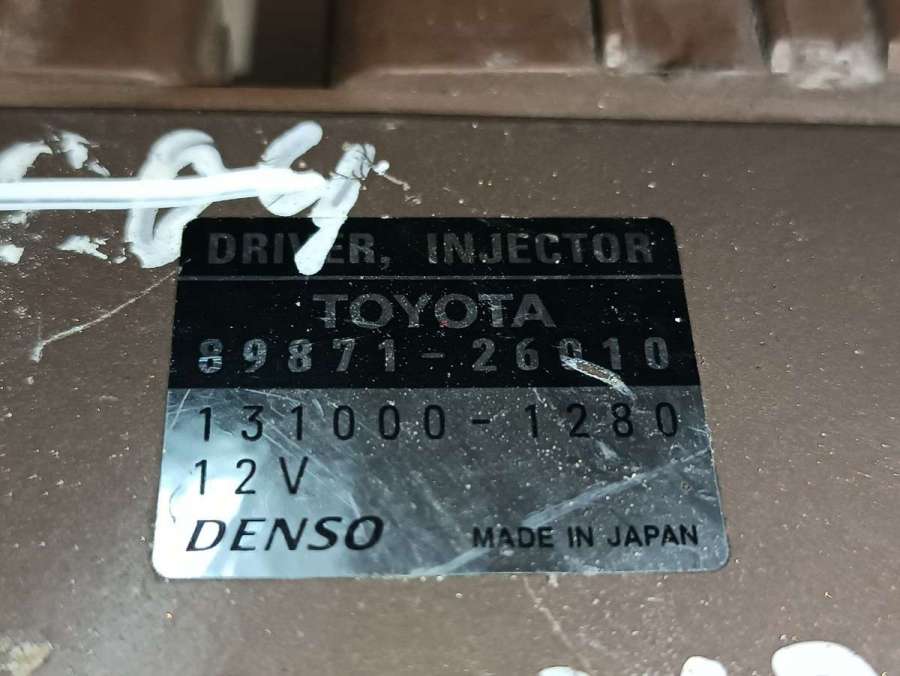 DRIVER, INJECTOR
TOYOTA
89871-26010
131000-1280
12V
DENSO MADE IN JAPAN